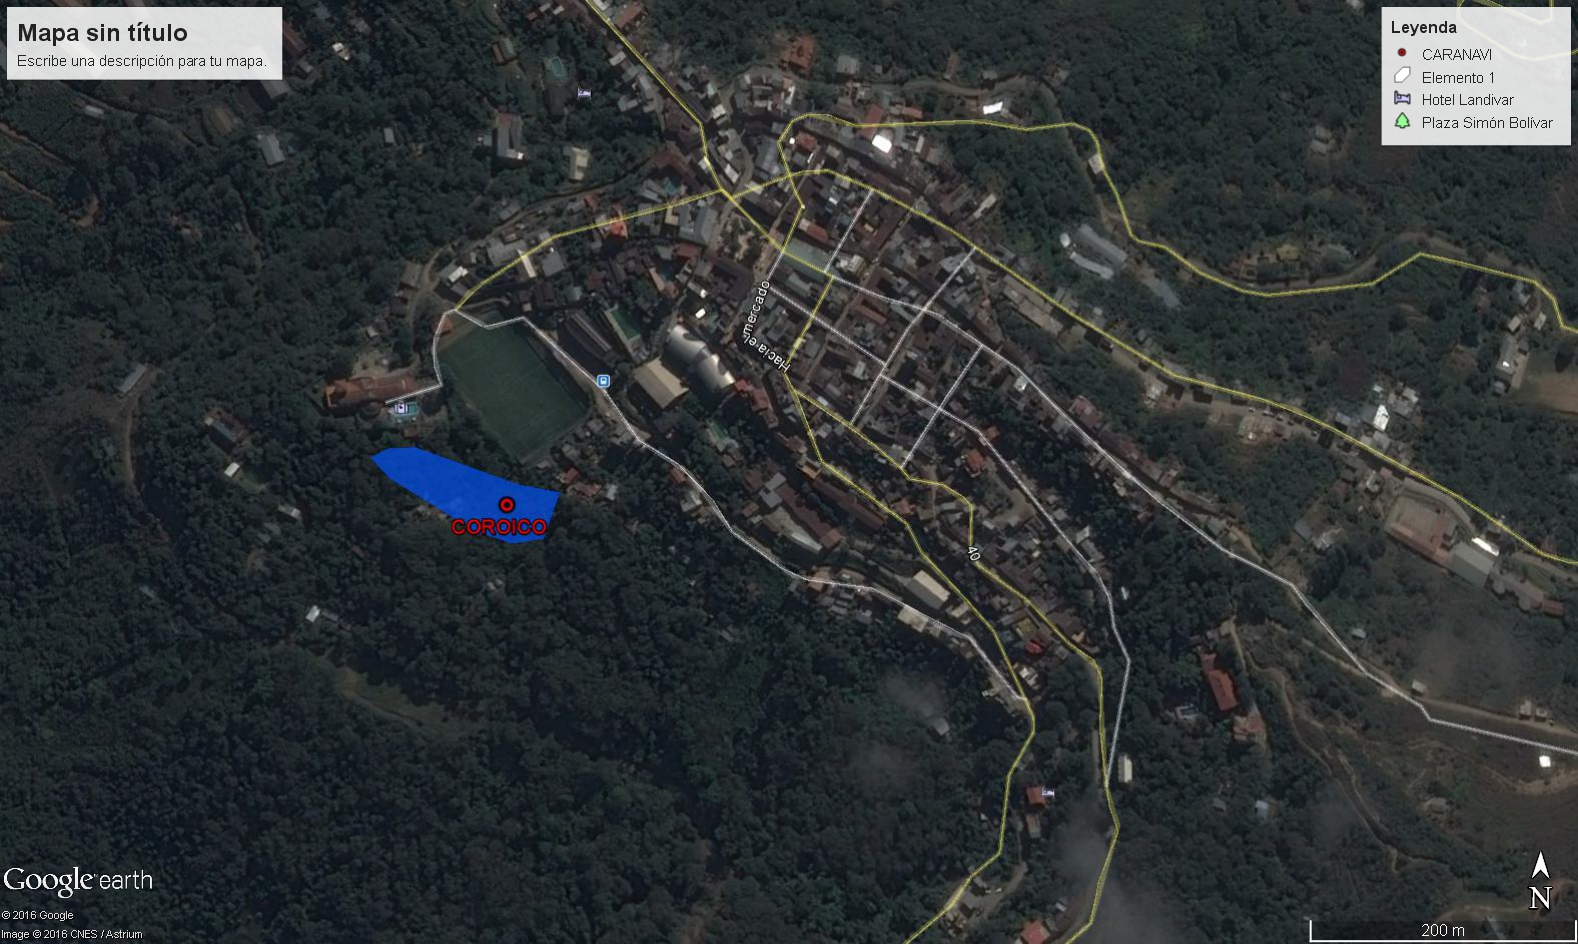 Mapa sin título
Escribe una descripción para tu mapa.
Leyenda
CARANAVI
Elemento 1
Hotel Landivar
Plaza Simón Bolívar
Hacia el mercado
COROICO
40
Google earth
© 2016 Google
Image © 2016 CNES / Astrium
N
200 m